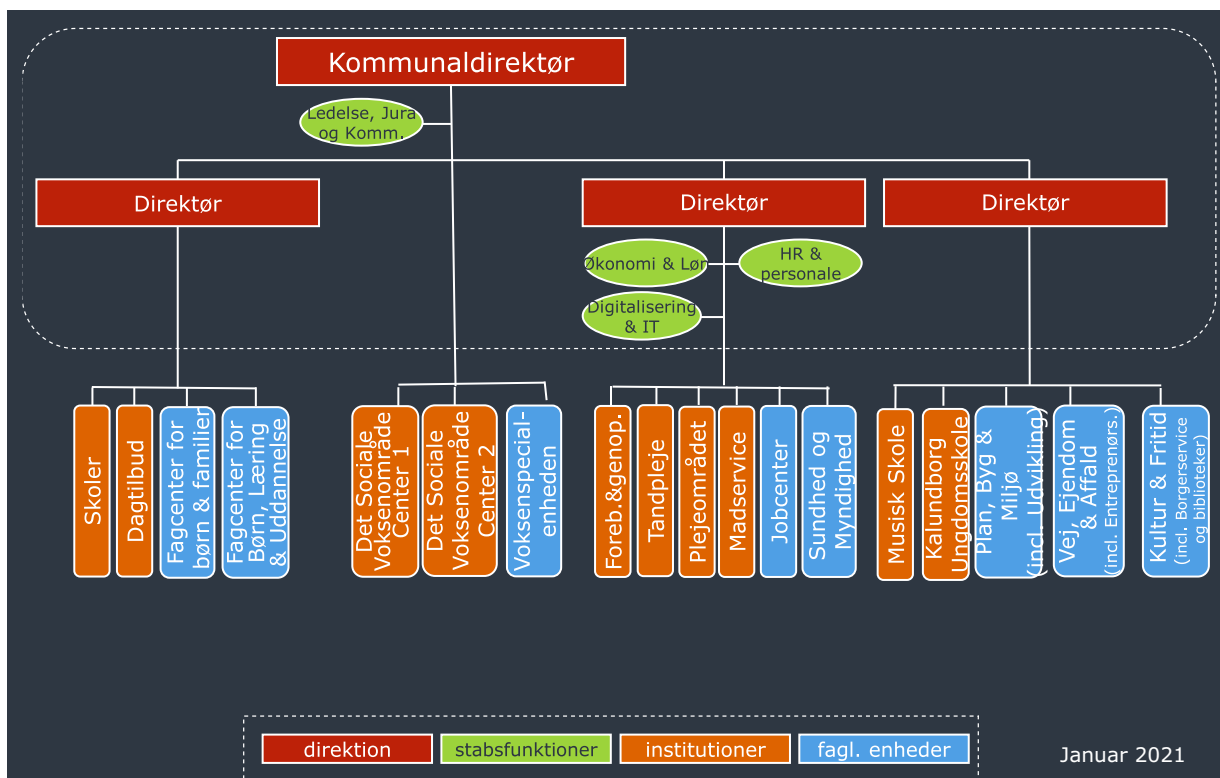 Kommunaldirektør
Ledelse, Jura
og Komm.
Direktør
Direktør
Direktør
Økonomi & Løn
HR &
personale
Digitalisering
& IT
Skoler
Dagtilbud
Fagcenter for
børn & familier
Fagcenter for
Børn, Læring
& Uddannelse
Det Sociale
Voksenområde
Center 1
Det Sociale
Voksenområde
Center 2
Voksenspecial-
enheden
Foreb.&genop.
Tandpleje
Plejeområdet
Madservice
Jobcenter
Sundhed og
Myndighed
Musisk Skole
Kalundborg
Ungdomsskole
Plan, Byg &
Miljø
(incl. Udvikling)
Vej, Ejendom
& Affald
(incl. Entreprenørs.)
Kultur & Fritid
(incl. Borgerservice
og biblioteker)
direktion
stabsfunktioner
institutioner
fagl. enheder
Januar 2021